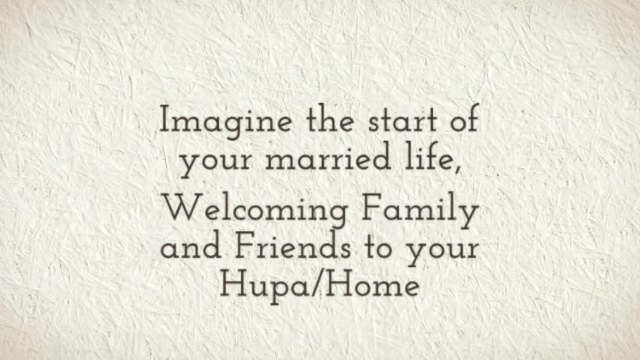 Imagine the start of
your married life,
Welcoming Family
and Friends to your
Hupa/Home